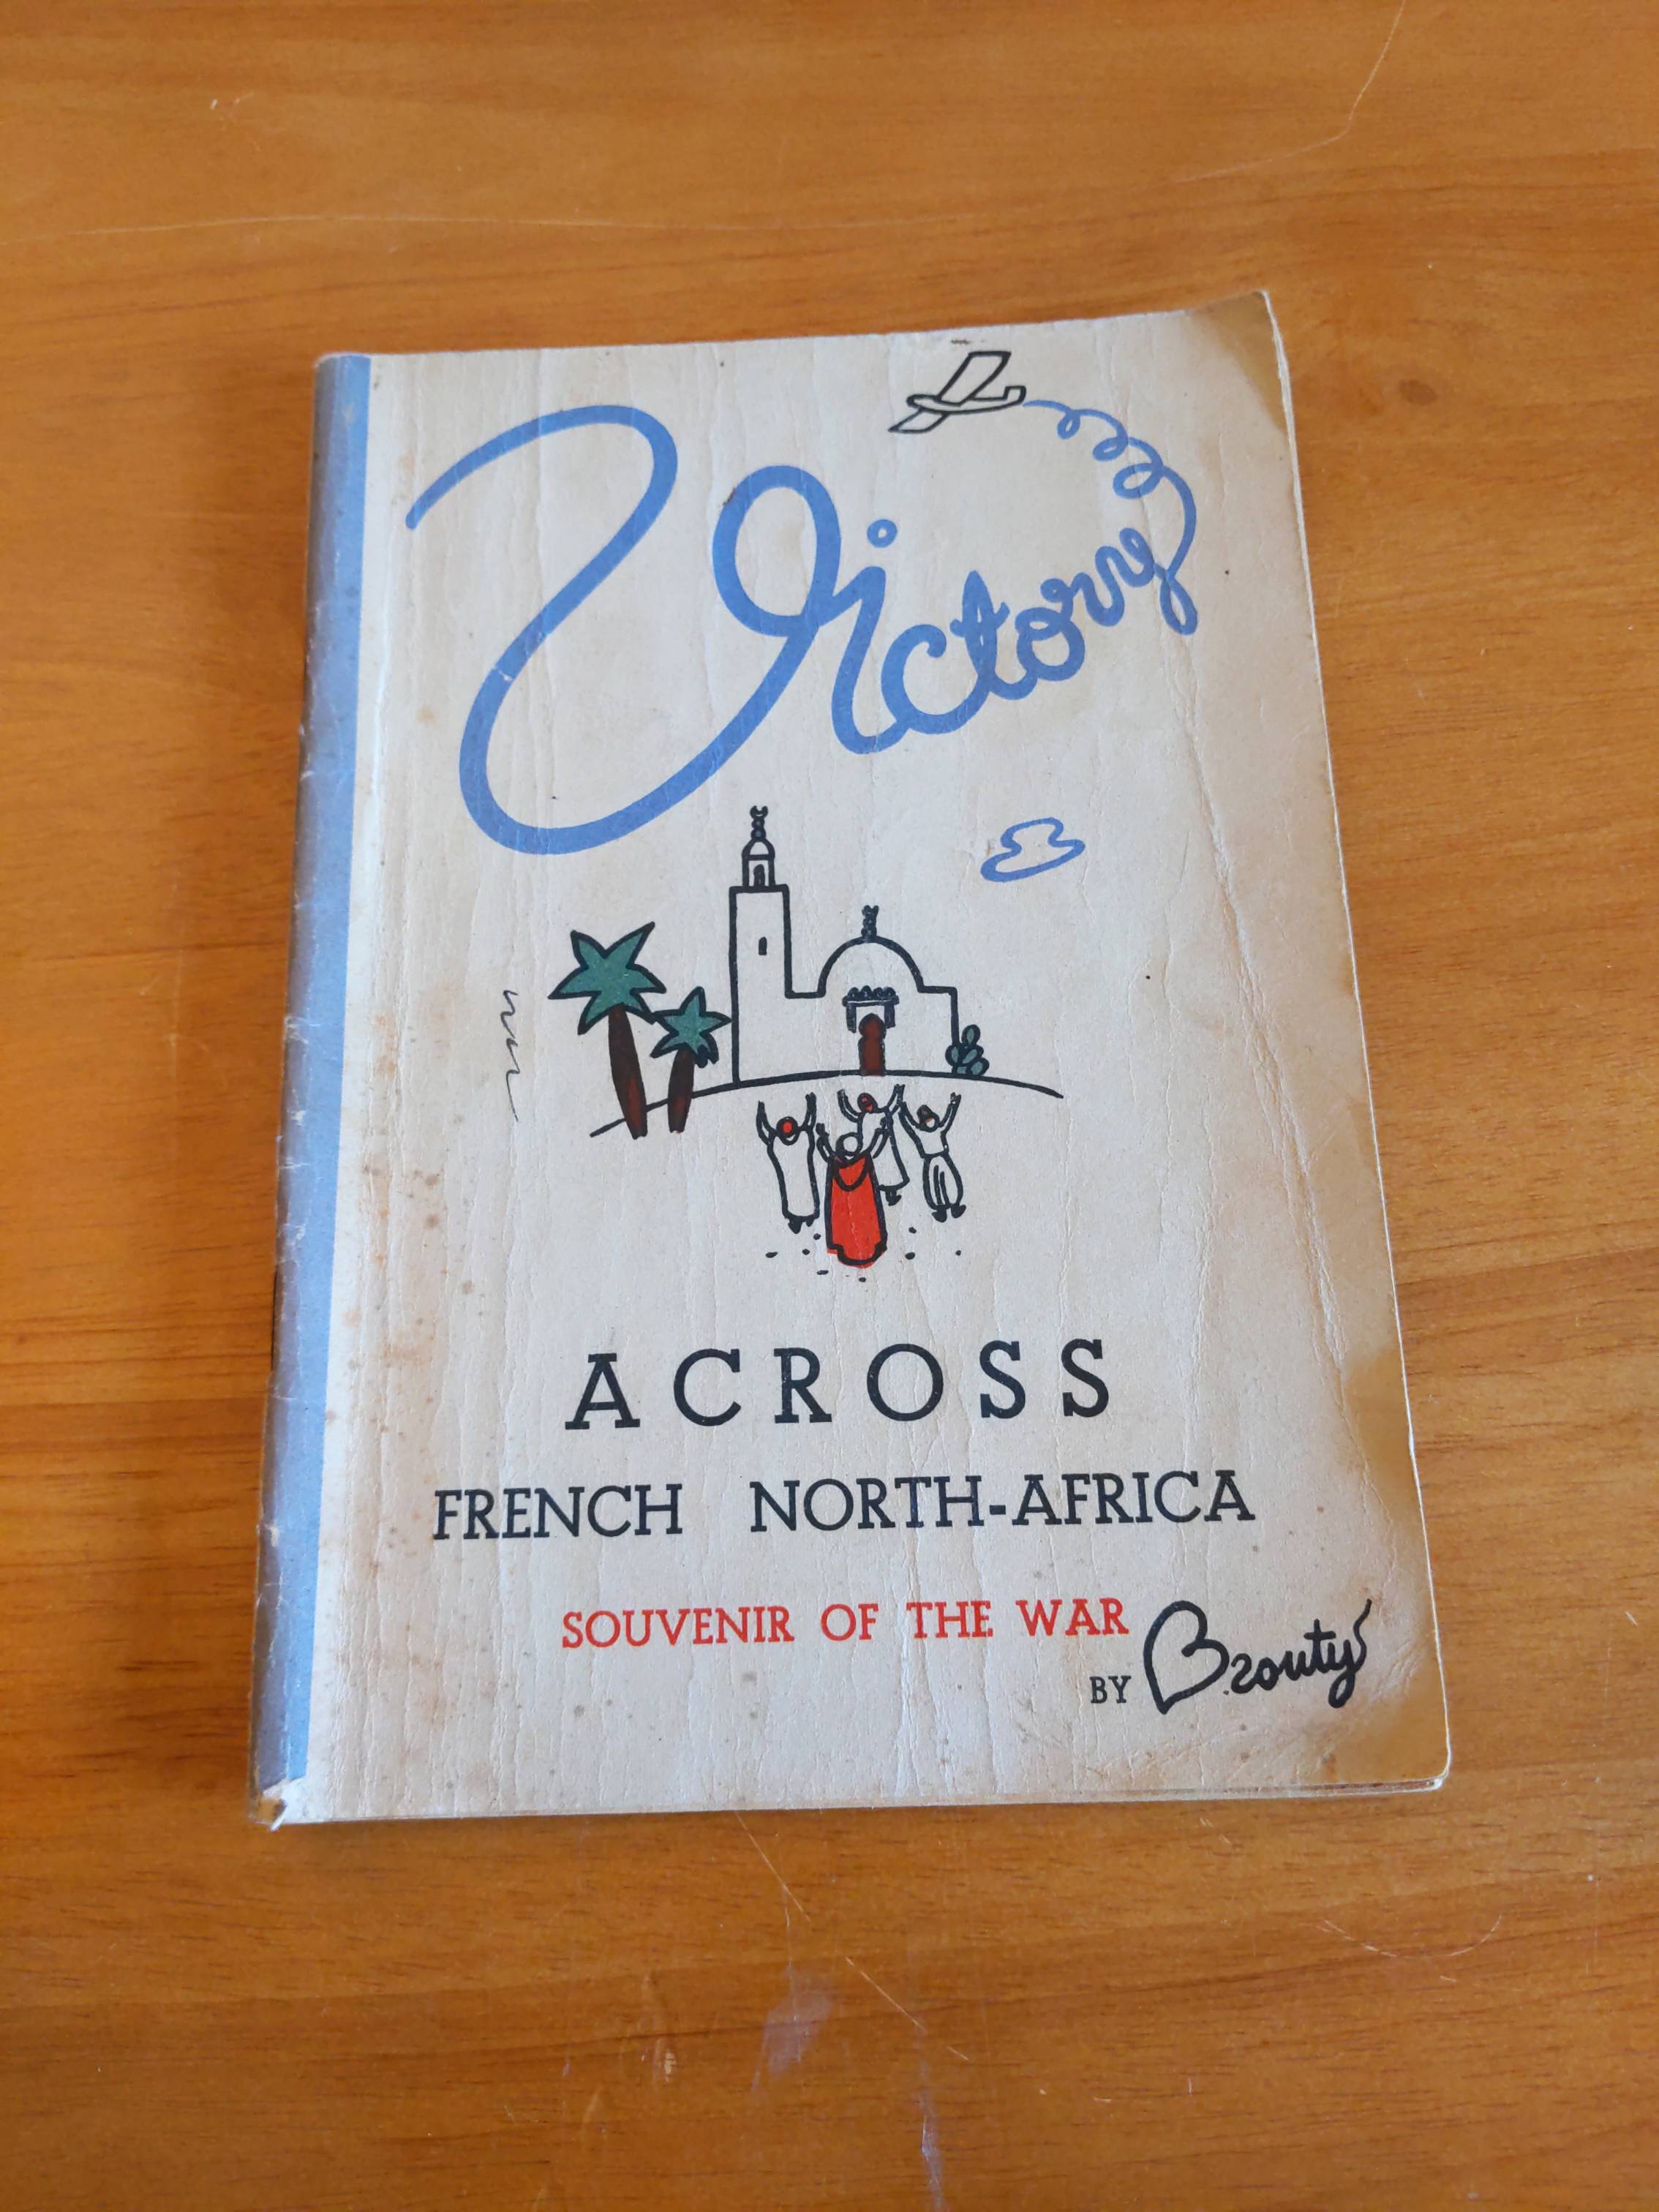 Victory
ACROSS
FRENCH NORTH-AFRICA
SOUVENIR OF THE WAR
BY Brouty